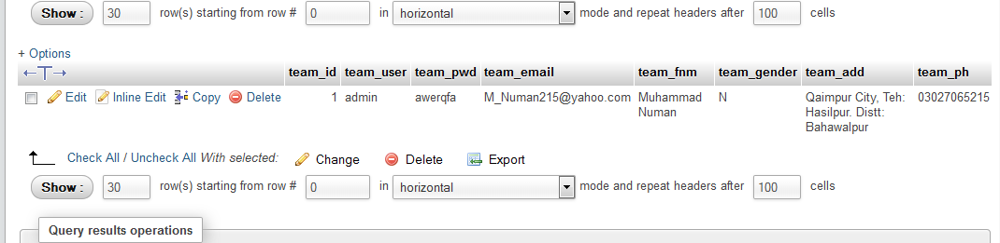 Show : 30 row(s) starting from row # 0 in horizontal mode and repeat headers after 100 cells
+ Options
←T→ team_id team_user team_pwd team_email team_fnm team_gender team_add team_ph
Edit Inline Edit Copy Delete 1 admin awerqfa M_Numan215@yahoo.com Muhammad N Qaimpur City, Teh: 03027065215
Numan Hasilpur. Distt:
Bahawalpur
Check All / Uncheck All With selected: Change Delete Export
Show : 30 row(s) starting from row # 0 in horizontal mode and repeat headers after 100 cells
Query results operations